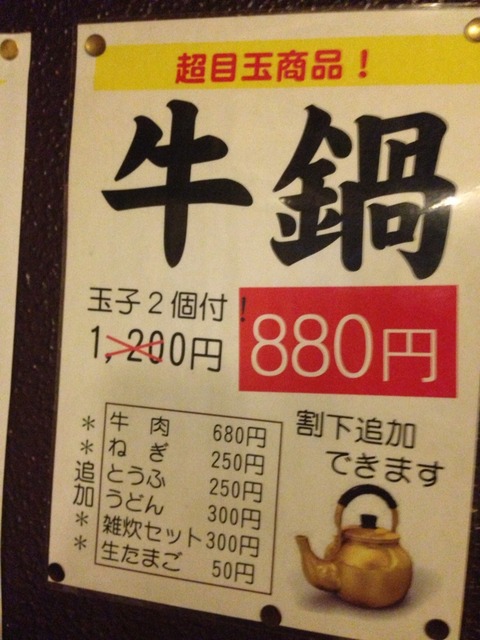 超目玉商品！
牛鍋
玉子２個付！
1,200円
880円
＊＊追加＊＊
牛肉 680円
ねぎ 250円
とうふ 250円
うどん 300円
雑炊セット 300円
生たまご 50円
割下追加
できます